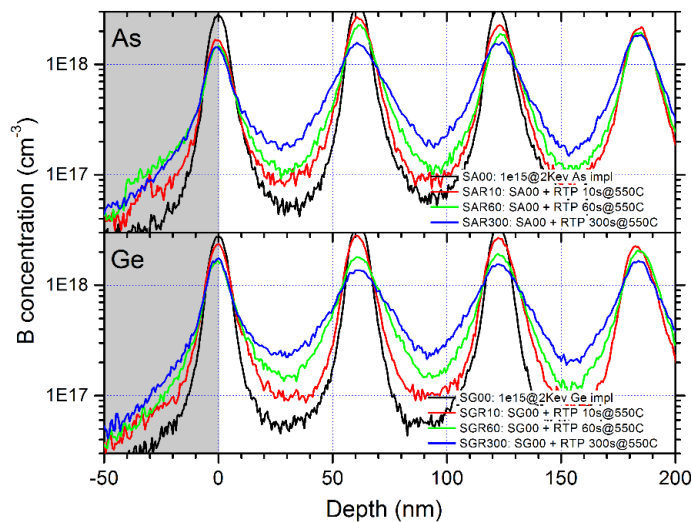 As
1E18
1E17
SA00: 1e15@2Kev As impl
SAR10: SA00 + RTP 10s@550C
SAR60: SA00 + RTP 60s@550C
SAR300: SA00 + RTP 300s@550C
B concentration (cm-3)
Ge
1E18
1E17
SG00: 1e15@2Kev Ge impl
SGR10: SG00 + RTP 10s@550C
SGR60: SG00 + RTP 60s@550C
SGR300: SG00 + RTP 300s@550C
-50 0 50 100 150 200
Depth (nm)